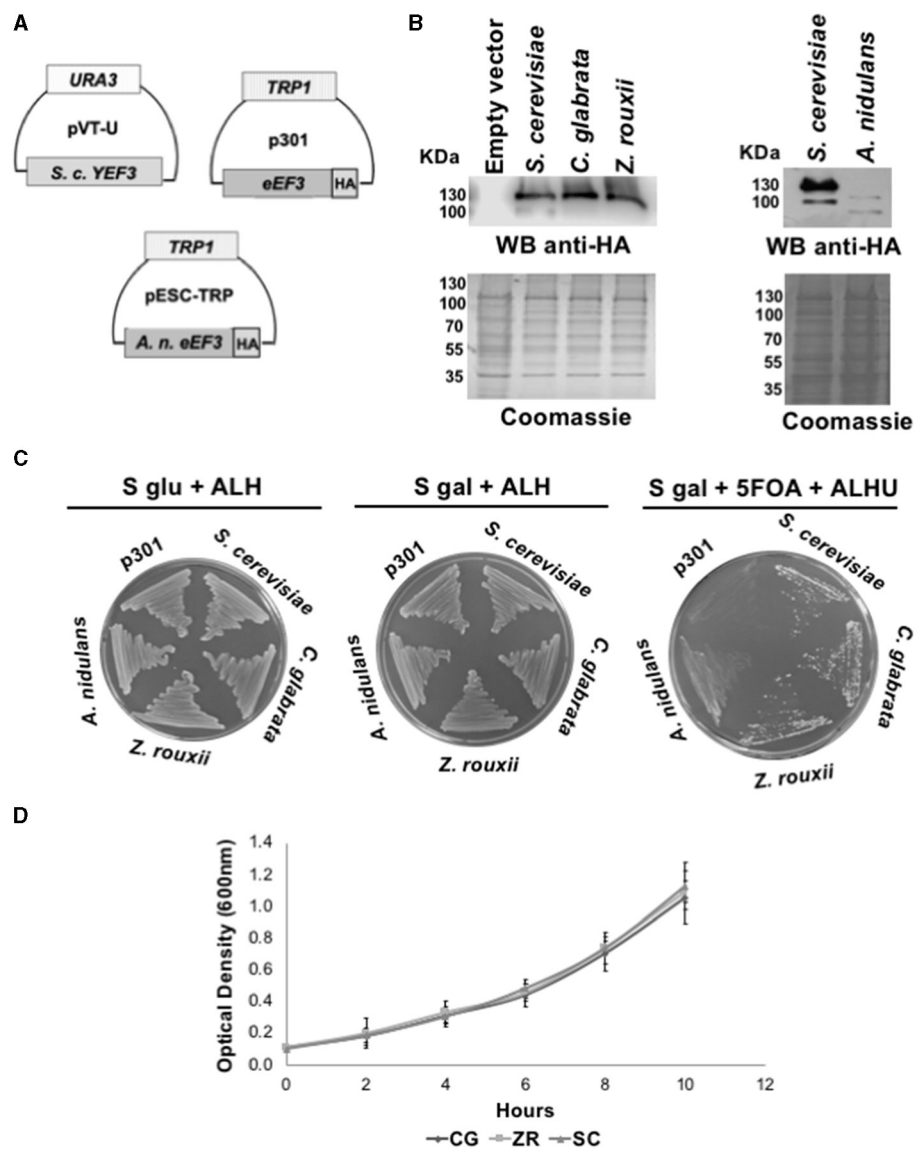 A
URA3
pVT-U
S. c. YEF3
TRP1
p301
eEF3
HA
TRP1
pESC-TRP
A. n. eEF3
HA
B
KDa
Empty vector
S. cerevisiae
C. glabrata
Z. rouxii
130
100
WB anti-HA
130
100
70
55
35
Coomassie
KDa
S. cerevisiae
A. nidulans
130
100
WB anti-HA
130
100
70
55
35
Coomassie
C
S glu + ALH
p301
S. cerevisiae
A. nidulans
C. glabrata
Z. rouxii
S gal + ALH
p301
S. cerevisiae
A. nidulans
C. glabrata
Z. rouxii
S gal + 5FOA + ALHU
p301
S. cerevisiae
A. nidulans
C. glabrata
Z. rouxii
D
Optical Density (600nm)
1.4
1.2
1.0
0.8
0.6
0.4
0.2
0.0
0 2 4 6 8 10 12
Hours
CG ZR SC